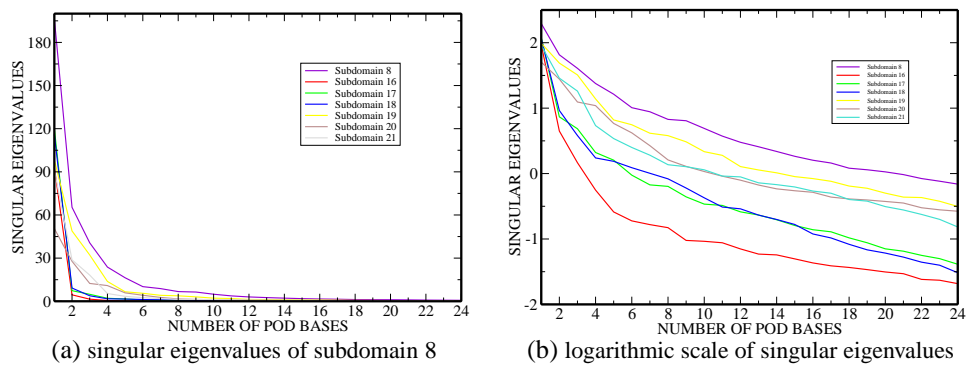 180
150
120
90
60
30
0
SINGULAR EIGENVALUES
Subdomain 8
Subdomain 16
Subdomain 17
Subdomain 18
Subdomain 19
Subdomain 20
Subdomain 21
2 4 6 8 10 12 14 16 18 20 22 24
NUMBER OF POD BASES
(a) singular eigenvalues of subdomain 8
2
1
0
-1
-2
SINGULAR EIGENVALUES
Subdomain 8
Subdomain 16
Subdomain 17
Subdomain 18
Subdomain 19
Subdomain 20
Subdomain 21
2 4 6 8 10 12 14 16 18 20 22 24
NUMBER OF POD BASES
(b) logarithmic scale of singular eigenvalues